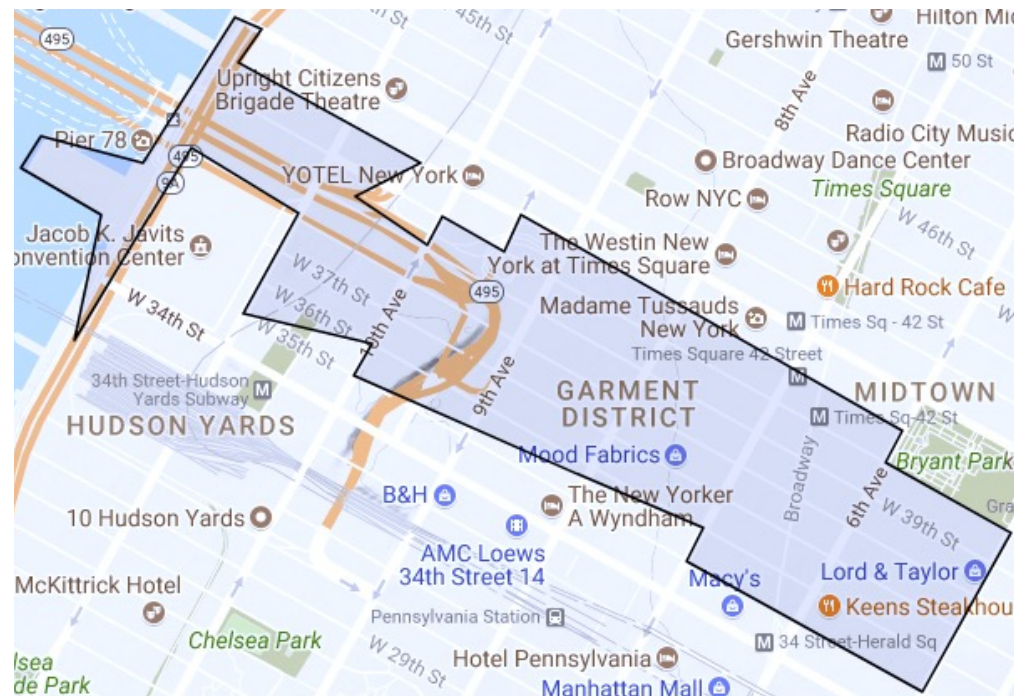 45th St
Hilton Mi
495
Gershwin Theatre
M 50 St
Upright Citizens
Brigade Theatre
8th Ave
Pier 78
Radio City Music
495
Broadway Dance Center
9A
YOTEL New York
Times Square
Row NYC
W 46th St
Jacob K. Javits
onvention Center
The Westin New
York at Times Square
W 37th St
495
Hard Rock Cafe
W 36th St
10th Ave
Madame Tussauds
New York
W 34th St
M Times Sq - 42 St
W 35th St
Times Square 42 Street
M
34th Street-Hudson
Yards Subway
M
9th Ave
GARMENT
DISTRICT
MIDTOWN
M Times Sq-42 St
HUDSON YARDS
Mood Fabrics
Broadway
Bryant Park
6th Ave
B&H
The New Yorker
A Wyndham
W 39th St
Gra
10 Hudson Yards
AMC Loews
34th Street 14
Macy's
Lord & Taylor
McKittrick Hotel
Keens Steakhou
Pennsylvania Station
Chelsea Park
M 34 Street-Herald Sq
W 29th St
lsea
de Park
Hotel Pennsylvania
Manhattan Mall